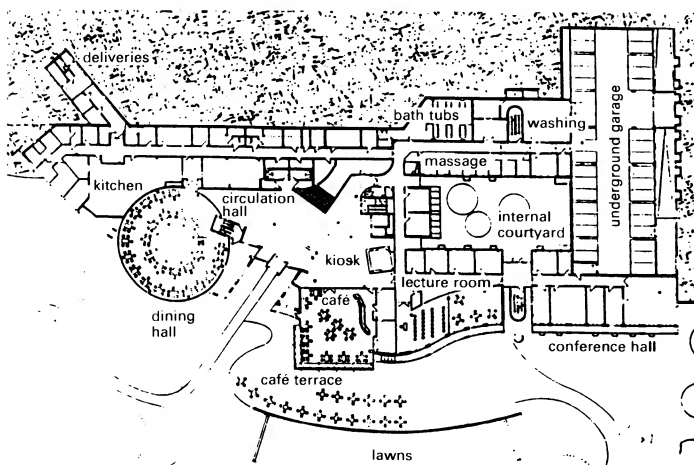 deliveries
bath tubs
washing
underground garage
massage
kitchen
circulation
hall
internal
courtyard
kiosk
lecture room
café
dining
hall
conference hall
café terrace
lawns